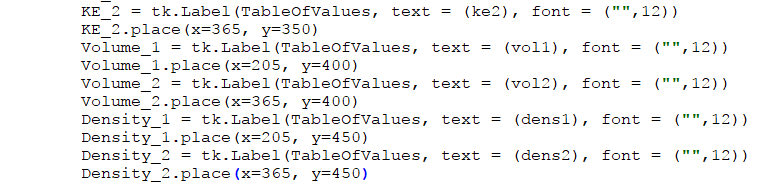 KE_2 = tk.Label(TableOfValues, text = (ke2), font = ("",12))
KE_2.place(x=365, y=350)
Volume_1 = tk.Label(TableOfValues, text = (vol1), font = ("",12))
Volume_1.place(x=205, y=400)
Volume_2 = tk.Label(TableOfValues, text = (vol2), font = ("",12))
Volume_2.place(x=365, y=400)
Density_1 = tk.Label(TableOfValues, text = (dens1), font = ("",12))
Density_1.place(x=205, y=450)
Density_2 = tk.Label(TableOfValues, text = (dens2), font = ("",12))
Density_2.place(x=365, y=450)